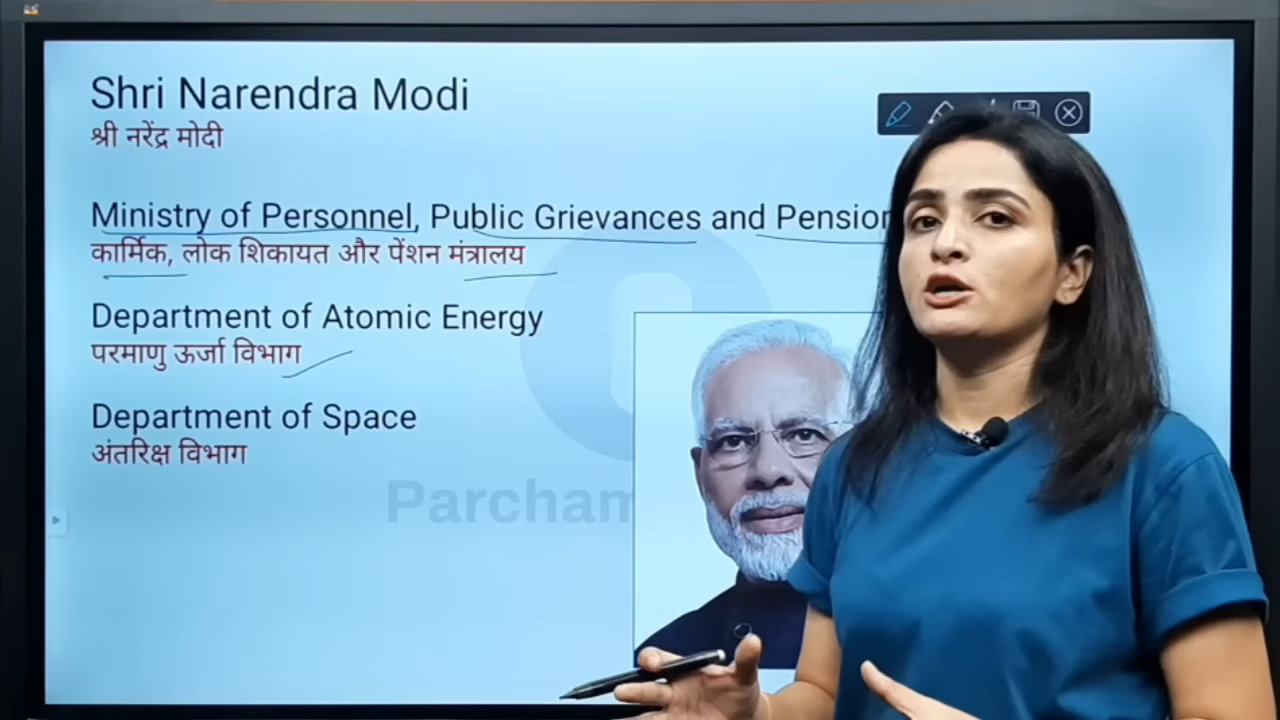 Shri Narendra Modi
श्री नरेंद्र मोदी
Ministry of Personnel, Public Grievances and
कार्मिक, लोक शिकायत और पेंशन मंत्रालय
Department of Atomic Energy
परमाणु ऊर्जा विभाग
Department of Space
अंतरिक्ष विभाग
Parcham